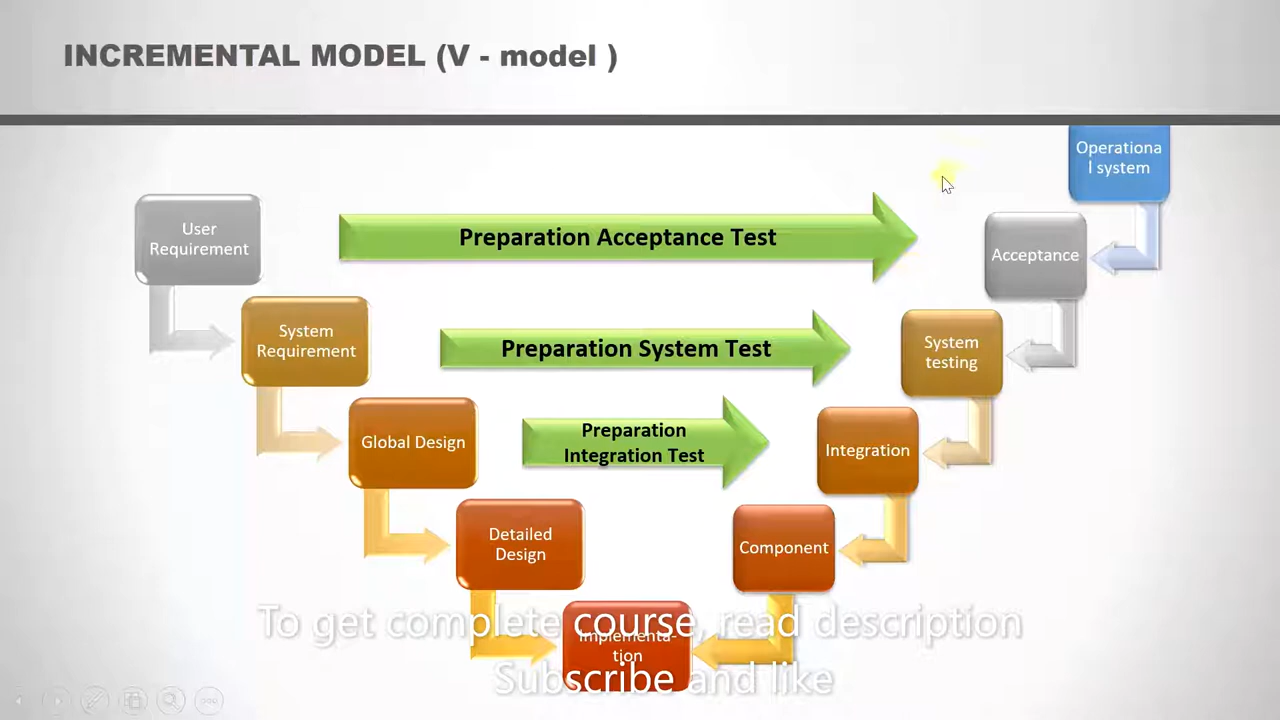 INCREMENTAL MODEL (V - model )
Operationa
l system
User
Requirement
Preparation Acceptance Test
Acceptance
System
Requirement
Preparation System Test
System
testing
Global Design
Preparation
Integration Test
Integration
Detailed
Design
Component
Implementa-
tion
To get complete course, read description
Subscribe and like